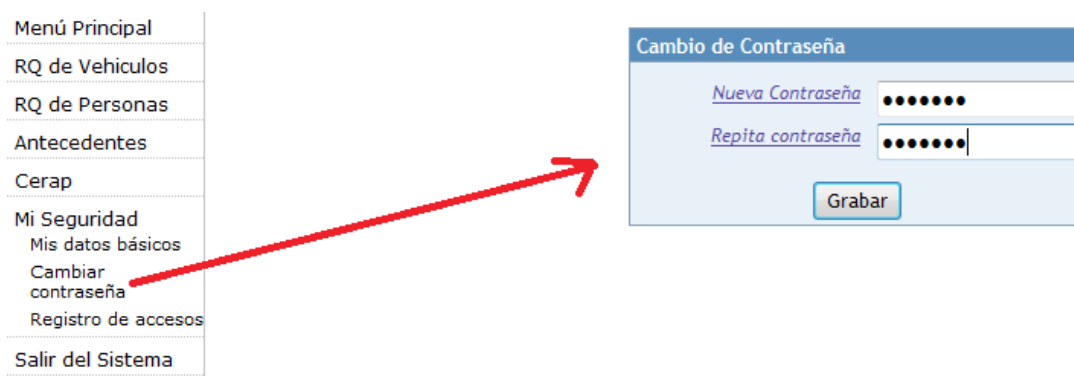 Menú Principal
RQ de Vehiculos
RQ de Personas
Antecedentes
Cerap
Mi Seguridad
Mis datos básicos
Cambiar
contraseña
Registro de accesos
Salir del Sistema
Cambio de Contraseña
Nueva Contraseña •••••••
Repita contraseña •••••••
Grabar